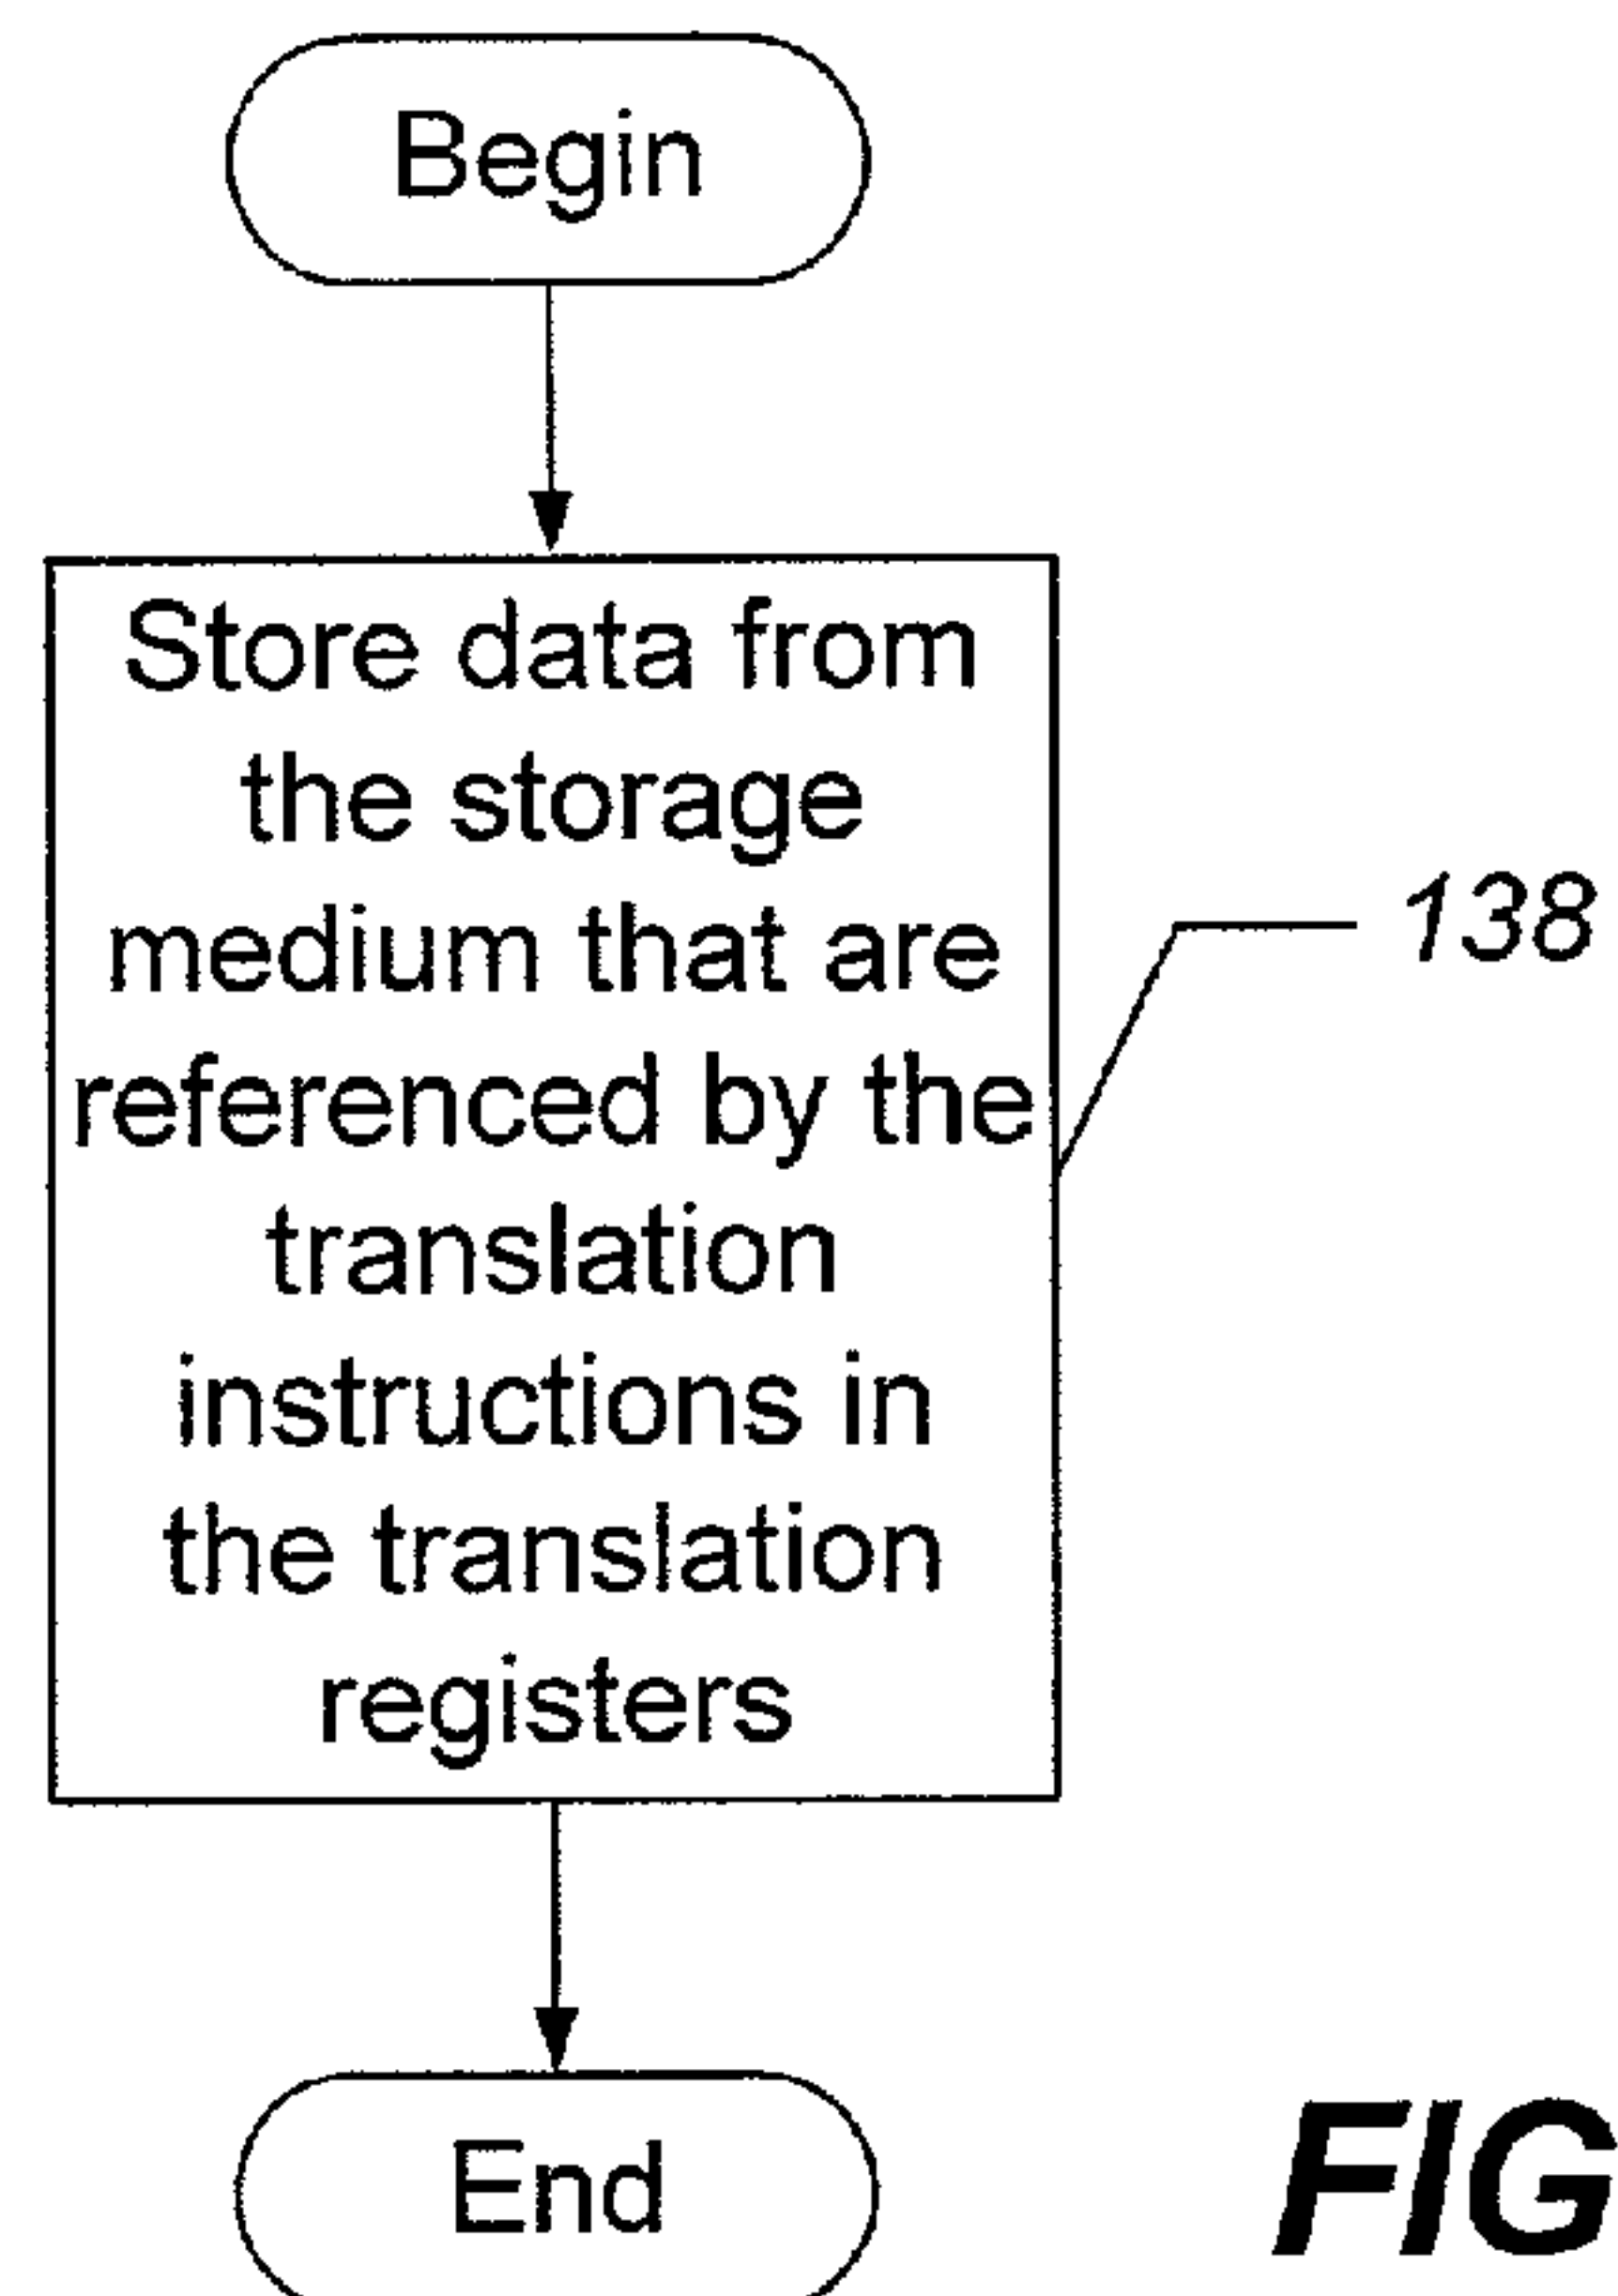 Begin
Store data from
the storage
medium that are
referenced by the
translation
instructions in
the translation
registers
138
End
FIG